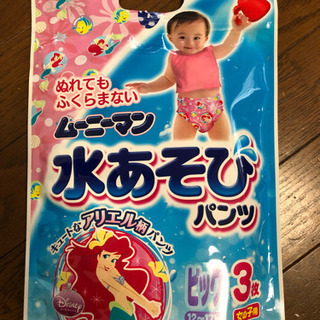 ぬれても
ふくらまない
ムーニーマン
水あそび
パンツ
キュートなアリエル柄パンツ
ビッグ
3枚
女の子用
Disney